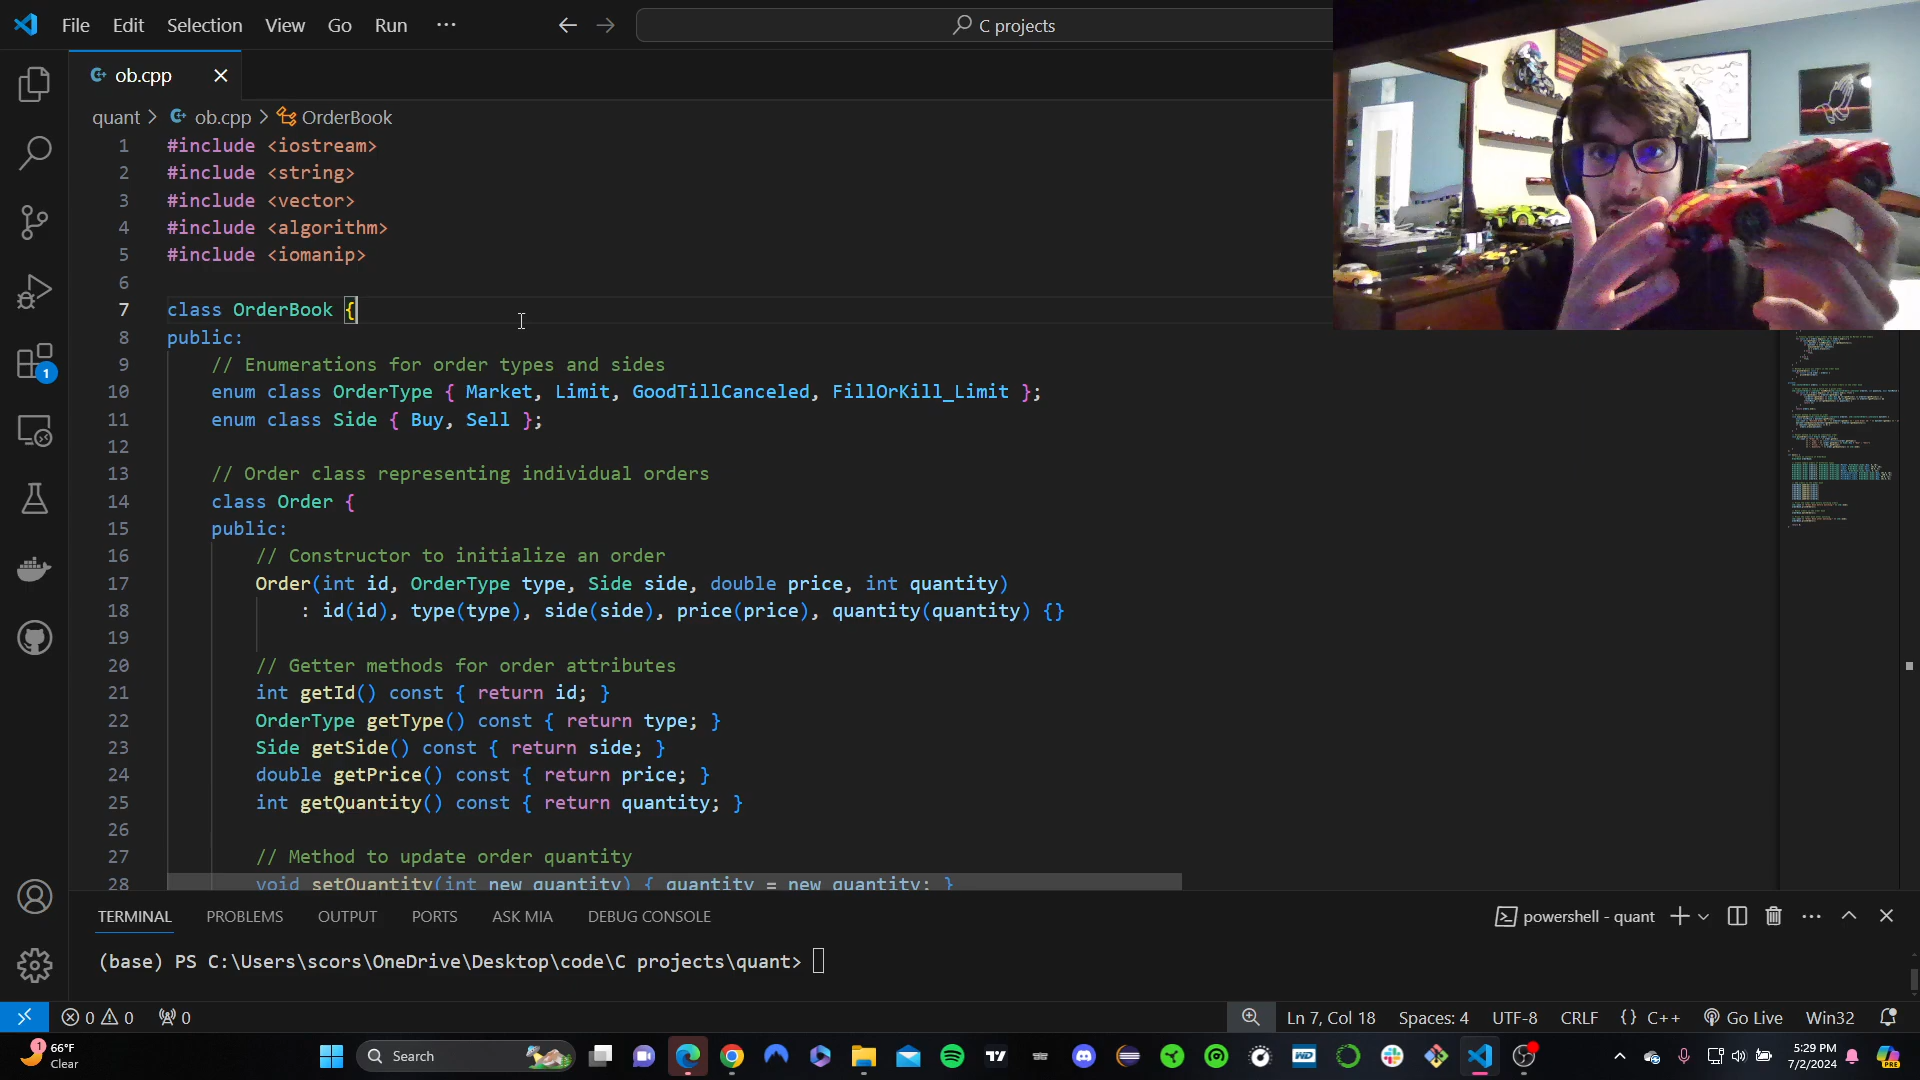 File Edit Selection View Go Run ···
C projects
ob.cpp
quant > ob.cpp > OrderBook
1 #include <iostream>
2 #include <string>
3 #include <vector>
4 #include <algorithm>
5 #include <iomanip>
6
7 class OrderBook {
8 public:
9 // Enumerations for order types and sides
10 enum class OrderType { Market, Limit, GoodTillCanceled, FillOrKill_Limit };
11 enum class Side { Buy, Sell };
12
13 // Order class representing individual orders
14 class Order {
15 public:
16 // Constructor to initialize an order
17 Order(int id, OrderType type, Side side, double price, int quantity)
18 : id(id), type(type), side(side), price(price), quantity(quantity) {}
19
20 // Getter methods for order attributes
21 int getId() const { return id; }
22 OrderType getType() const { return type; }
23 Side getSide() const { return side; }
24 double getPrice() const { return price; }
25 int getQuantity() const { return quantity; }
26
27 // Method to update order quantity
28 void setQuantity(int new_quantity) { quantity = new_quantity; }
1
TERMINAL PROBLEMS OUTPUT PORTS ASK MIA DEBUG CONSOLE
powershell - quant
(base) PS C:\Users\scors\OneDrive\Desktop\code\C projects\quant>
0 0 0
Ln 7, Col 18 Spaces: 4 UTF-8 CRLF {} C++ Go Live Win32
1
66°F
Clear
Search
WD
PRE
5:29 PM
7/2/2024